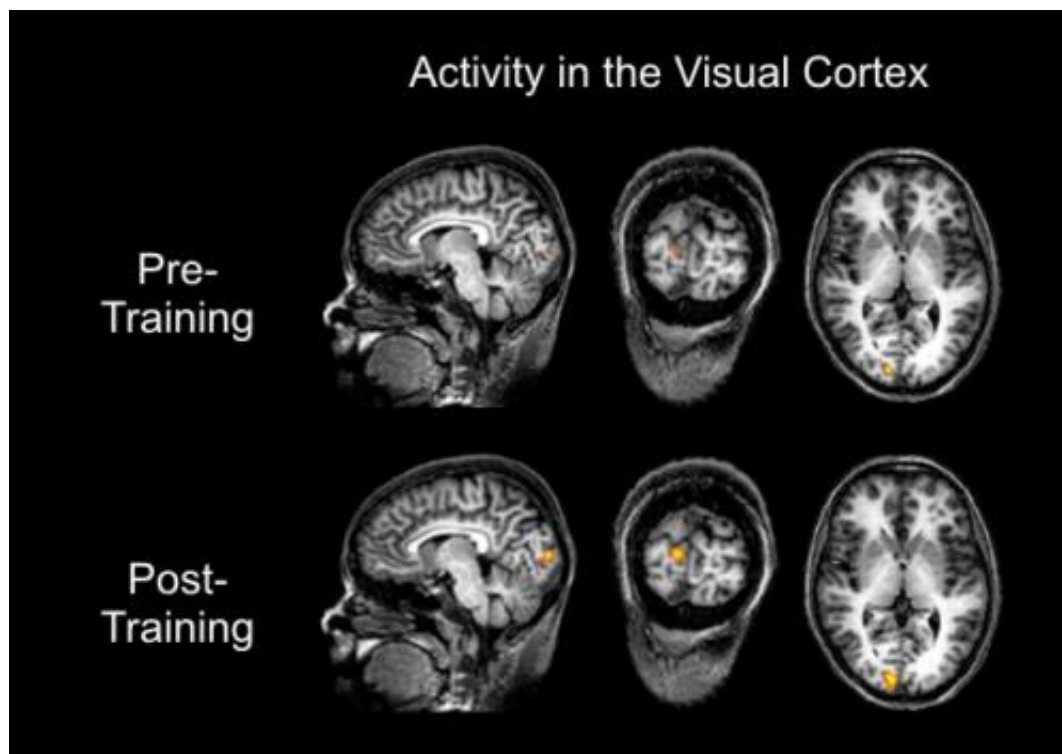 Activity in the Visual Cortex
Pre-
Training
Post-
Training